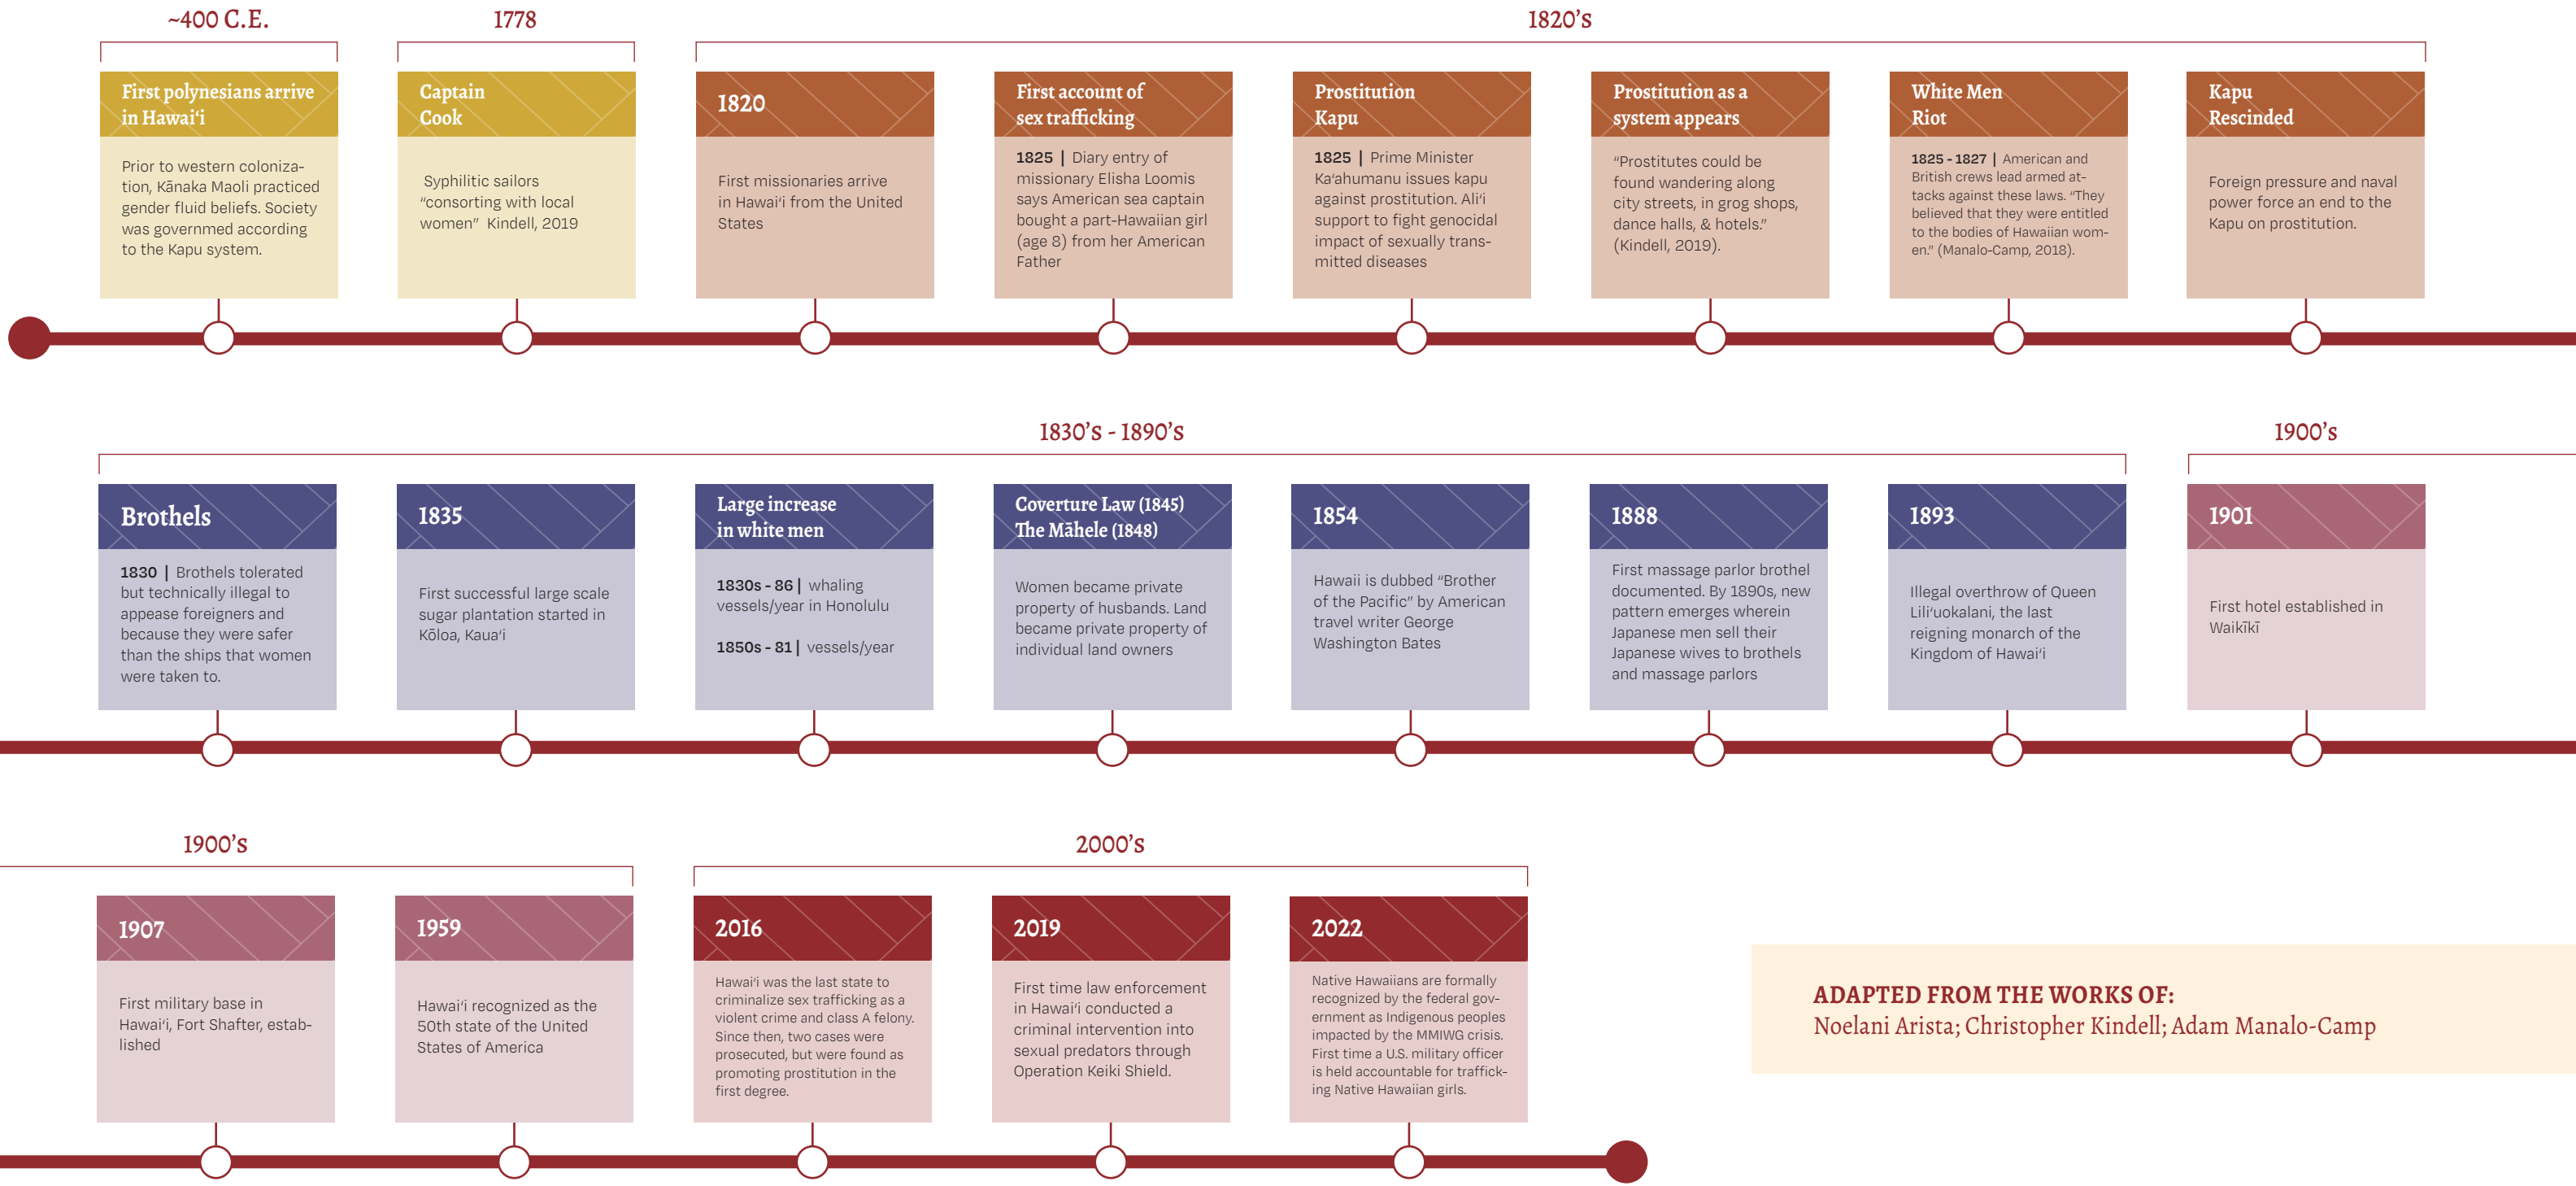 ~400 C.E.
First polynesians arrive
in Hawaiʻi
Prior to western coloniza-
tion, Kānaka Maoli practiced
gender fluid beliefs. Society
was governmed according
to the Kapu system.
1778
Captain
Cook
Syphilitic sailors
“consorting with local
women” Kindell, 2019
1820’s
1820
First missionaries arrive
in Hawaiʻi from the United
States
First account of
sex trafficking
1825 | Diary entry of
missionary Elisha Loomis
says American sea captain
bought a part-Hawaiian girl
(age 8) from her American
Father
Prostitution
Kapu
1825 | Prime Minister
Kaʻahumanu issues kapu
against prostitution. Aliʻi
support to fight genocidal
impact of sexually trans-
mitted diseases
Prostitution as a
system appears
“Prostitutes could be
found wandering along
city streets, in grog shops,
dance halls, & hotels.”
(Kindell, 2019).
White Men
Riot
1825 - 1827 | American and
British crews lead armed at-
tacks against these laws. “They
believed that they were entitled
to the bodies of Hawaiian wom-
en.” (Manalo-Camp, 2018).
Kapu
Rescinded
Foreign pressure and naval
power force an end to the
Kapu on prostitution.
1830’s - 1890’s
Brothels
1830 | Brothels tolerated
but technically illegal to
appease foreigners and
because they were safer
than the ships that women
were taken to.
1835
First successful large scale
sugar plantation started in
Kōloa, Kauaʻi
Large increase
in white men
1830s - 86 | whaling
vessels/year in Honolulu
1850s - 81 | vessels/year
Coverture Law (1845)
The Māhele (1848)
Women became private
property of husbands. Land
became private property of
individual land owners
1854
Hawaii is dubbed “Brother
of the Pacific” by American
travel writer George
Washington Bates
1888
First massage parlor brothel
documented. By 1890s, new
pattern emerges wherein
Japanese men sell their
Japanese wives to brothels
and massage parlors
1893
Illegal overthrow of Queen
Liliʻuokalani, the last
reigning monarch of the
Kingdom of Hawaiʻi
1900’s
1901
First hotel established in
Waikīkī
1900’s
1907
First military base in
Hawaiʻi, Fort Shafter, estab-
lished
1959
Hawaiʻi recognized as the
50th state of the United
States of America
2000’s
2016
Hawaiʻi was the last state to
criminalize sex trafficking as a
violent crime and class A felony.
Since then, two cases were
prosecuted, but were found as
promoting prostitution in the
first degree.
2019
First time law enforcement
in Hawaiʻi conducted a
criminal intervention into
sexual predators through
Operation Keiki Shield.
2022
Native Hawaiians are formally
recognized by the federal gov-
ernment as Indigenous peoples
impacted by the MMIWG crisis.
First time a U.S. military officer
is held accountable for traffick-
ing Native Hawaiian girls.
ADAPTED FROM THE WORKS OF:
Noelani Arista; Christopher Kindell; Adam Manalo-Camp